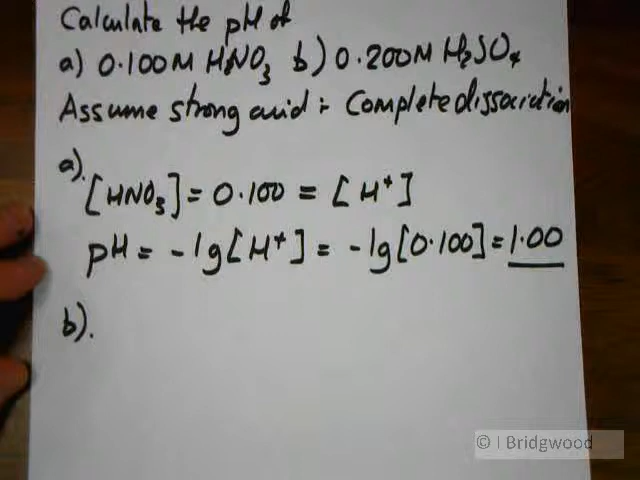 Calculate the pH of
a) 0.100M HNO₃ b) 0.200M H₂SO₄
Assume strong acid ∴ Complete dissociation
a).
[HNO₃] = 0.100 = [H⁺]
pH = -lg[H⁺] = -lg[0.100] = 1.00
b).
© I Bridgwood